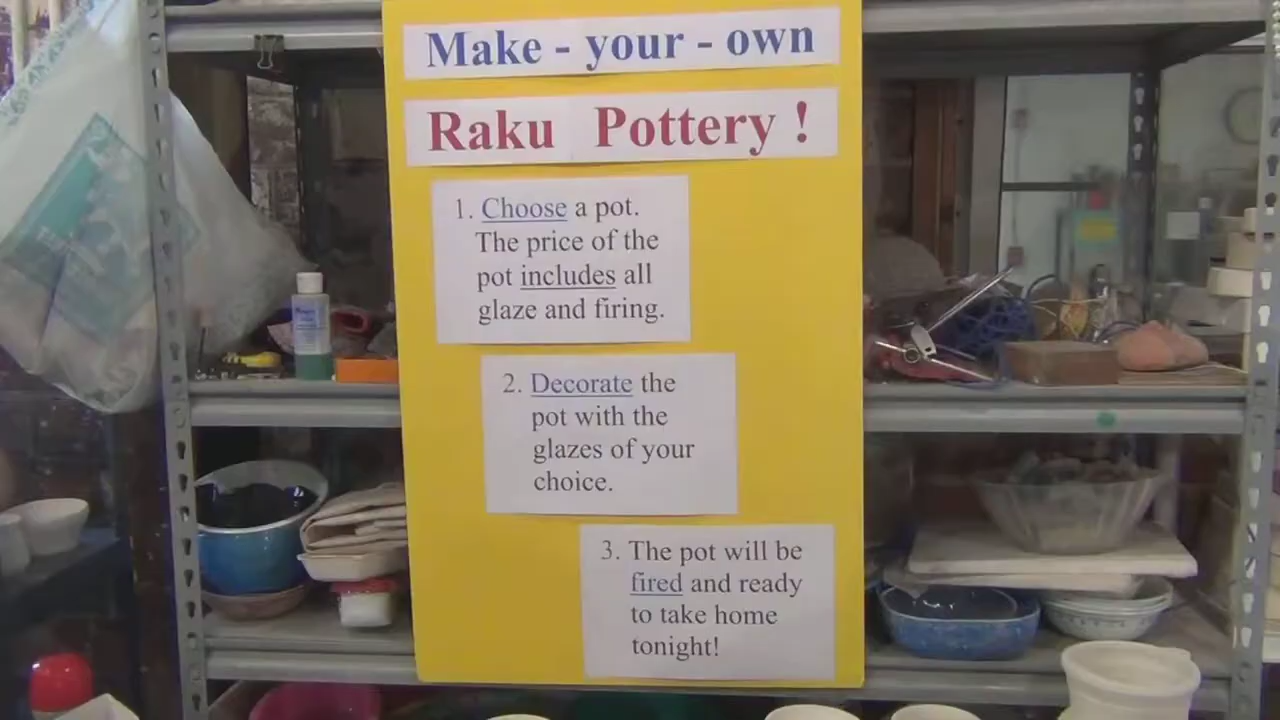 Make - your - own
Raku Pottery !
1. Choose a pot.
The price of the
pot includes all
glaze and firing.
2. Decorate the
pot with the
glazes of your
choice.
3. The pot will be
fired and ready
to take home
tonight!